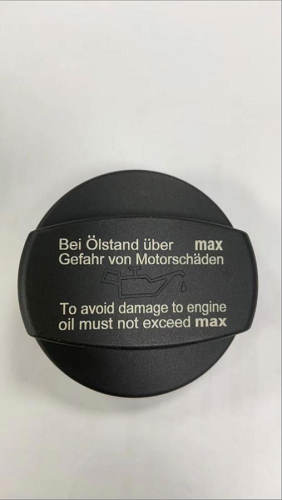 Bei Ölstand über max
Gefahr von Motorschäden
To avoid damage to engine
oil must not exceed max